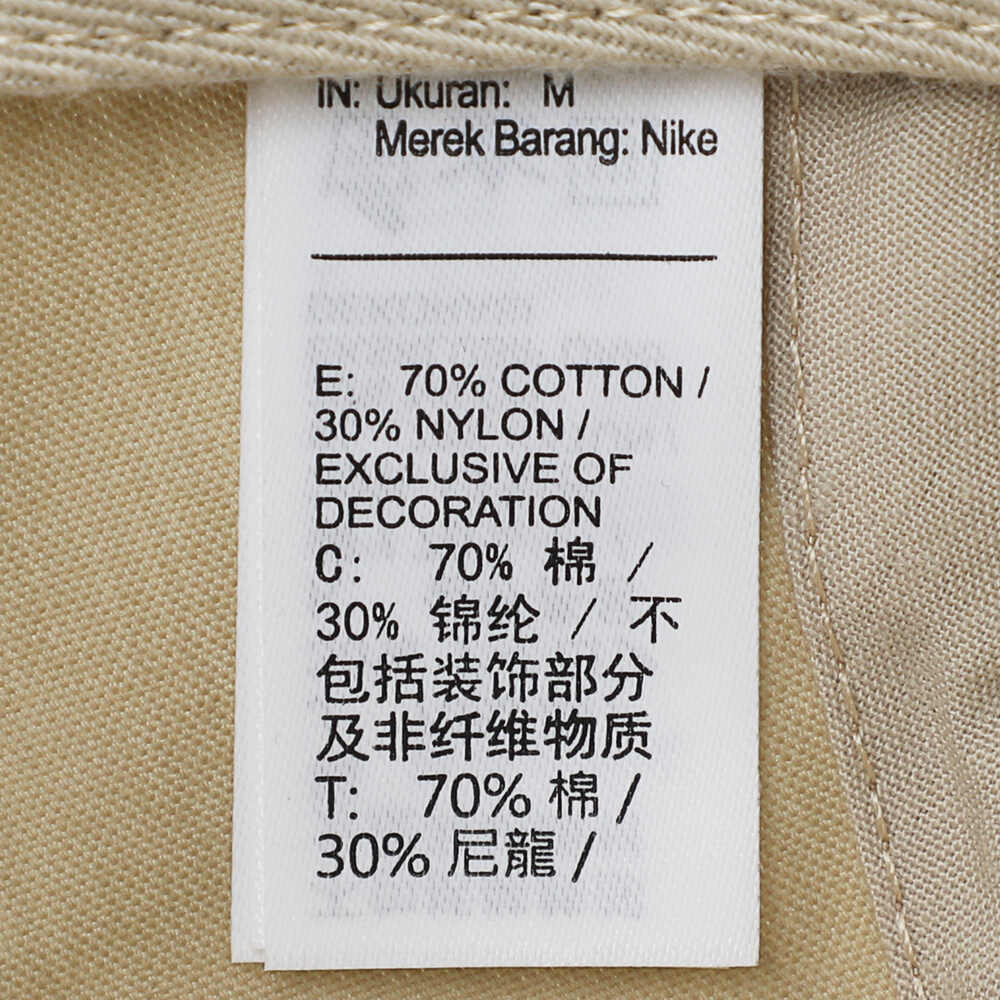 IN: Ukuran: M
Merek Barang: Nike
E: 70% COTTON /
30% NYLON /
EXCLUSIVE OF
DECORATION
C: 70% 棉 /
30% 锦纶 / 不
包括装饰部分
及非纤维物质
T: 70% 棉 /
30% 尼龍 /